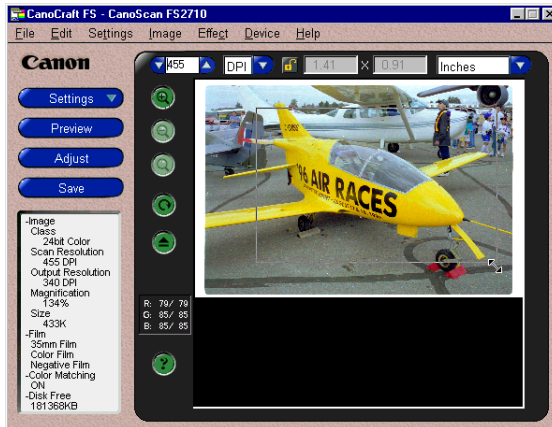 CanoCraft FS - CanoScan FS2710
File Edit Settings Image Effect Device Help
Canon
455 DPI 1.41 X 0.91 Inches
Settings
Preview
Adjust
Save
-Image
Class
24bit Color
Scan Resolution
455 DPI
Output Resolution
340 DPI
Magnification
134%
Size
433K
-Film
35mm Film
Color Film
Negative Film
-Color Matching
ON
-Disk Free
181368KB
R: 79/ 79
G: 85/ 85
B: 85/ 85
?
'96 AIR RACES